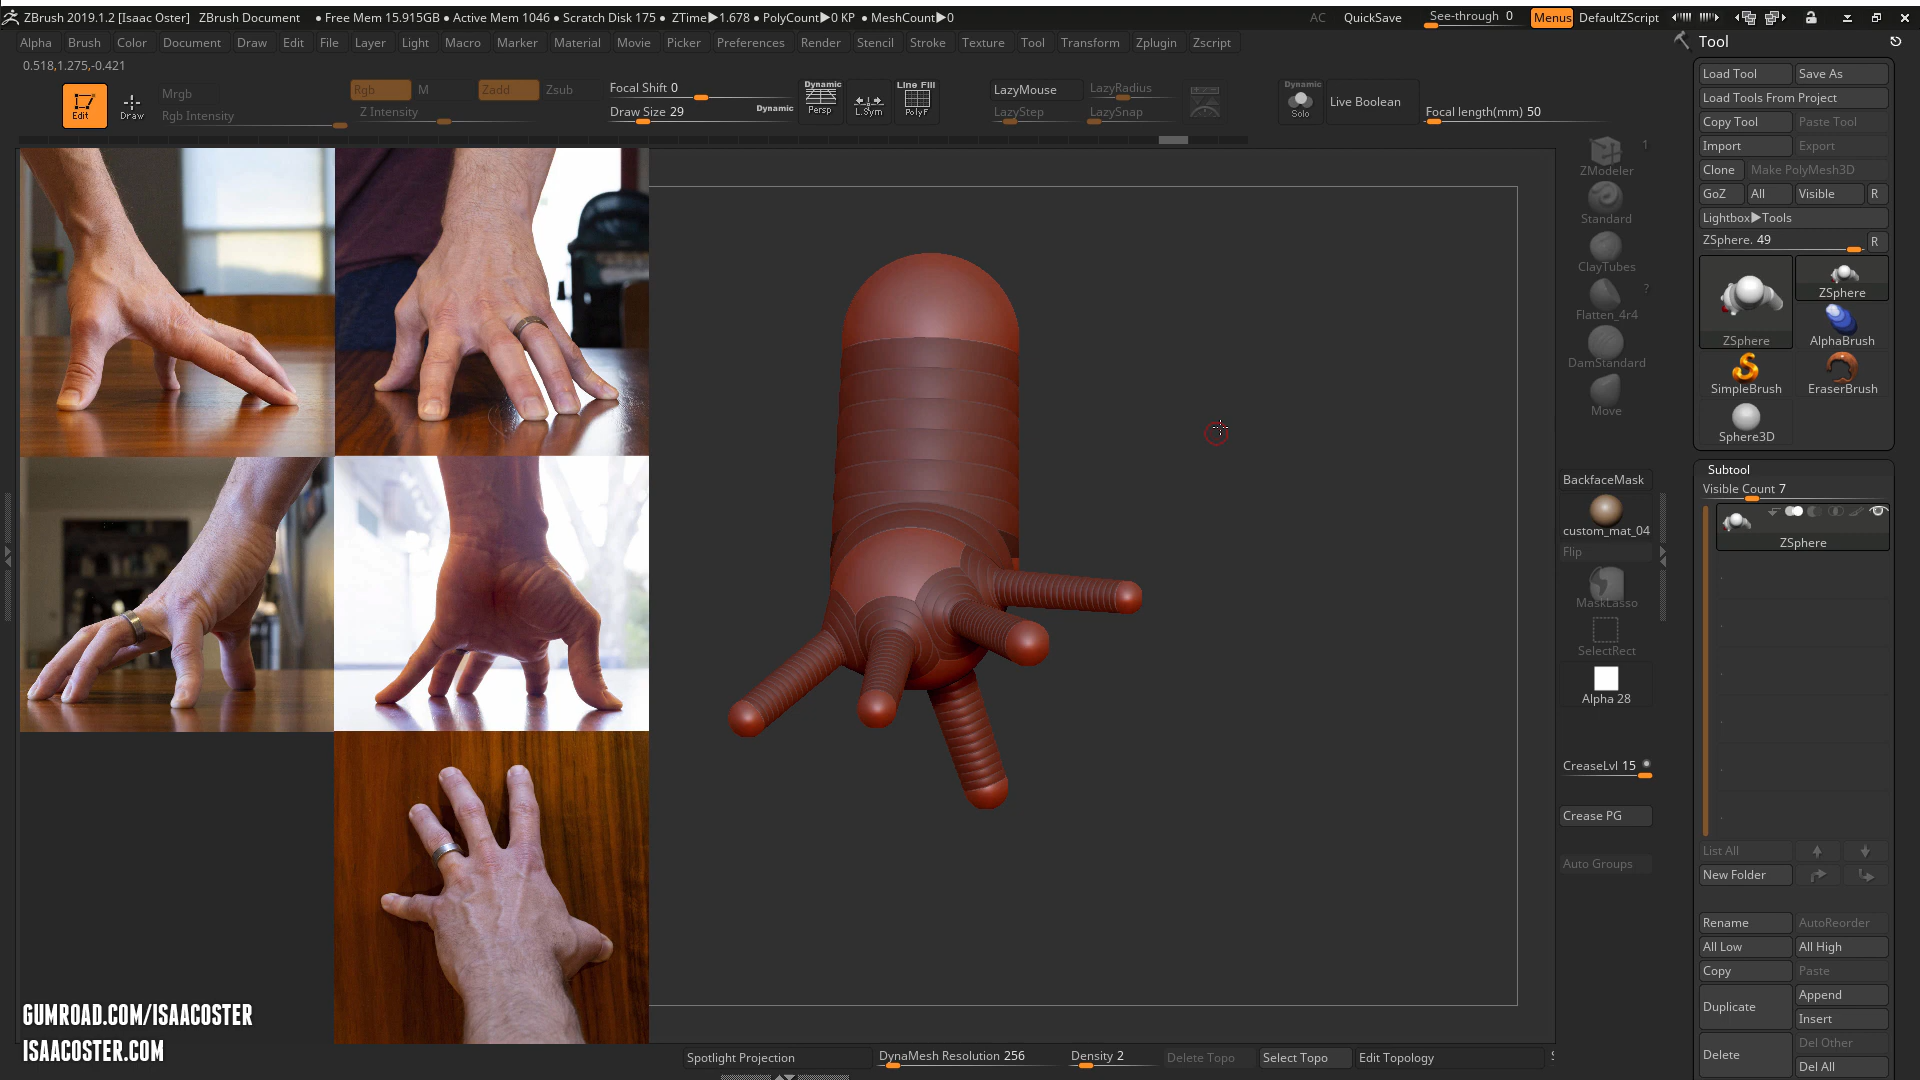 ZBrush 2019.1.2 [Isaac Oster] ZBrush Document • Free Mem 15.915GB • Active Mem 1046 • Scratch Disk 175 • ZTime▶1.678 • PolyCount▶0 KP • MeshCount▶0 AC QuickSave See-through 0 Menus DefaultZScript
Alpha Brush Color Document Draw Edit File Layer Light Macro Marker Material Movie Picker Preferences Render Stencil Stroke Texture Tool Transform Zplugin Zscript
0.518,1.275,-0.421
Edit
Draw
Mrgb
Rgb Intensity
Rgb M Zadd Zsub
Z Intensity
Focal Shift 0
Draw Size 29 Dynamic
Dynamic
Persp
L.Sym
Line Fill
PolyF
LazyMouse LazyRadius
LazyStep LazySnap
Dynamic
Solo
Live Boolean
Focal length(mm) 50
1
ZModeler
Standard
ClayTubes
?
Flatten_4r4
DamStandard
Move
BackfaceMask
custom_mat_04
Flip
MaskLasso
SelectRect
Alpha 28
CreaseLvl 15
Crease PG
Auto Groups
Tool
Load Tool Save As
Load Tools From Project
Copy Tool Paste Tool
Import Export
Clone Make PolyMesh3D
GoZ All Visible R
Lightbox▶Tools
ZSphere. 49 R
ZSphere
ZSphere
AlphaBrush
SimpleBrush EraserBrush
Sphere3D
Subtool
Visible Count 7
ZSphere
List All
New Folder
Rename AutoReorder
All Low All High
Copy Paste
Duplicate Append
Insert
Delete Del Other
Del All
GUMROAD.COM/ISAACOSTER
ISAACOSTER.COM
Spotlight Projection DynaMesh Resolution 256 Density 2 Delete Topo Select Topo Edit Topology